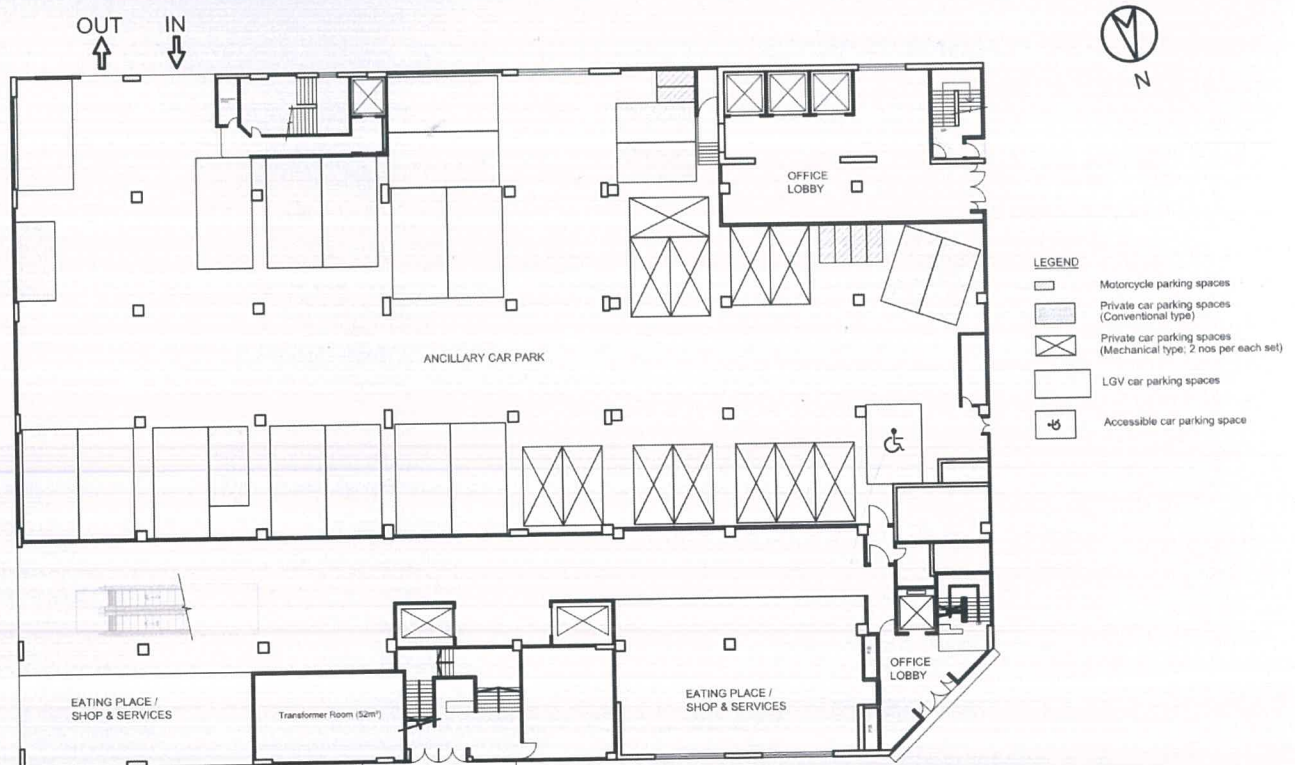 OUT
IN
N
OFFICE
LOBBY
LEGEND
Motorcycle parking spaces
Private car parking spaces
(Conventional type)
Private car parking spaces
(Mechanical type; 2 nos per each set)
LGV car parking spaces
Accessible car parking space
ANCILLARY CAR PARK
EATING PLACE /
SHOP & SERVICES
Transformer Room (52m²)
EATING PLACE /
SHOP & SERVICES
OFFICE
LOBBY